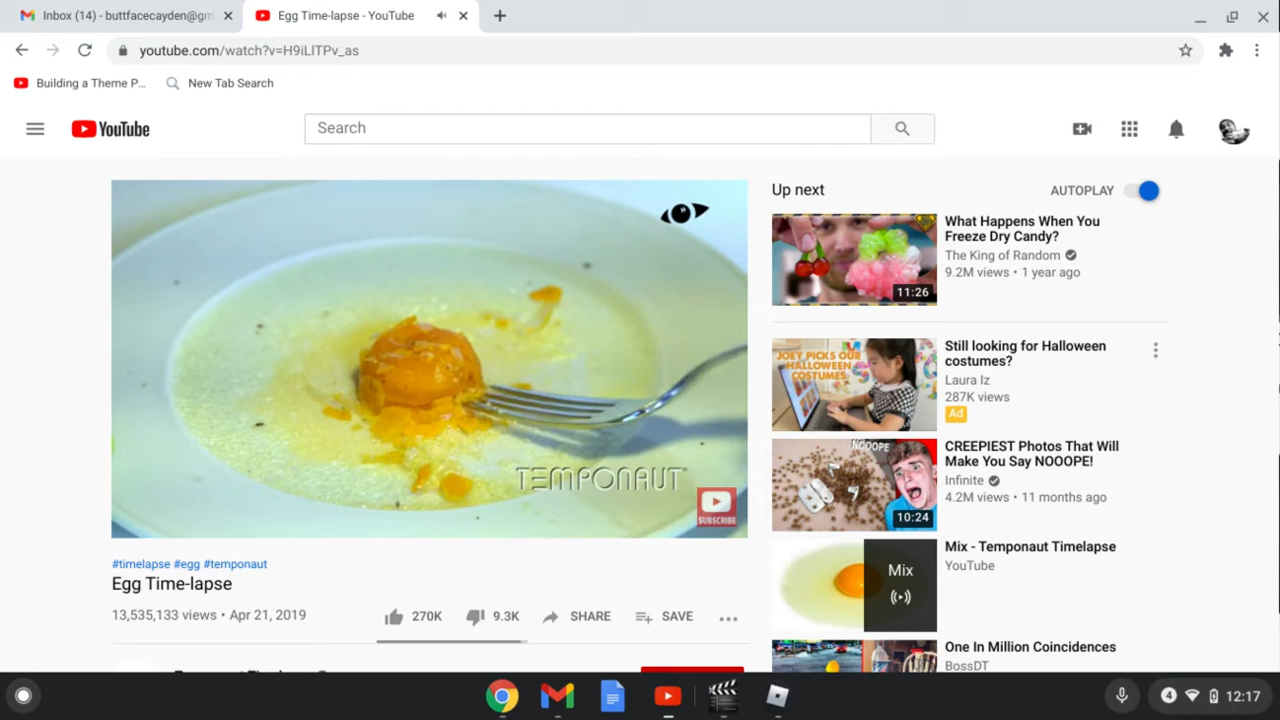 Inbox (14) - buttfacecayden@gm
Egg Time-lapse - YouTube
youtube.com/watch?v=H9iLlTPv_as
Building a Theme P...
New Tab Search
YouTube
Search
TEMPONAUT
SUBSCRIBE
#timelapse #egg #temponaut
Egg Time-lapse
13,535,133 views • Apr 21, 2019
270K
9.3K
SHARE
SAVE
Up next
AUTOPLAY
11:26
What Happens When You
Freeze Dry Candy?
The King of Random
9.2M views • 1 year ago
JOEY PICKS OUR
HALLOWEEN
COSTUMES
Still looking for Halloween
costumes?
Laura Iz
287K views
Ad
NOOOPE
10:24
CREEPIEST Photos That Will
Make You Say NOOOPE!
Infinite
4.2M views • 11 months ago
Mix
Mix - Temponaut Timelapse
YouTube
One In Million Coincidences
BossDT
4
12:17